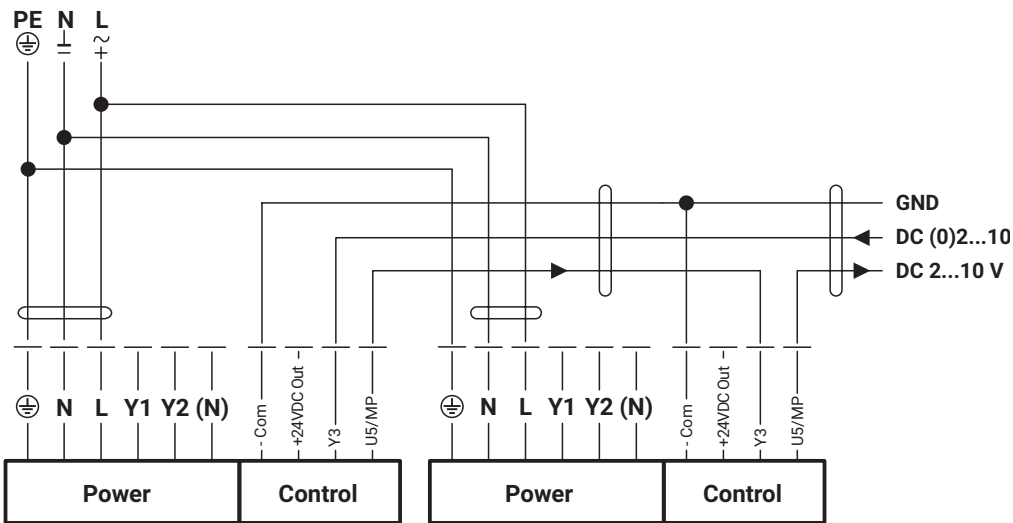 PE N L
GND
DC (0)2...10
DC 2...10 V
N L Y1 Y2 (N)
- Com
+24VDC Out -
Y3
U5/MP
N L Y1 Y2 (N)
- Com
+24VDC Out -
Y3
U5/MP
Power
Control
Power
Control